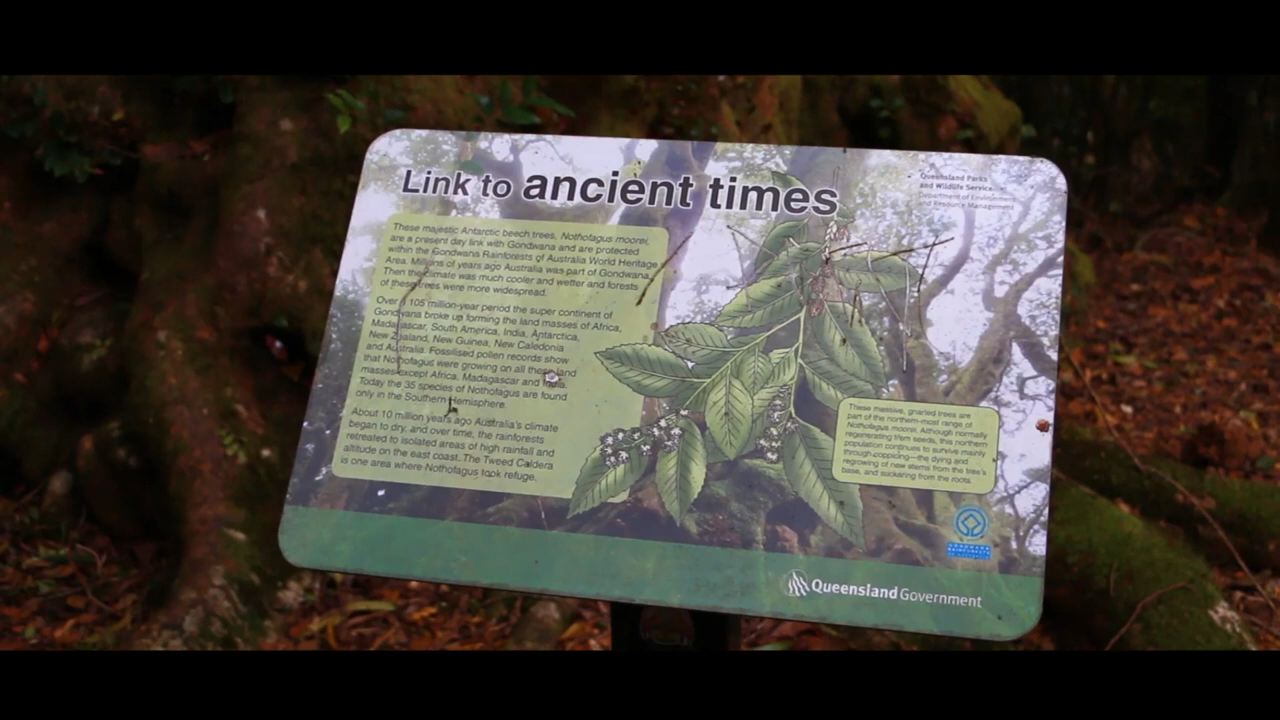 Link to ancient times
Queensland Parks
and Wildlife Service
Department of Environment
and Resource Management
These majestic Antarctic beech trees, Nothofagus moorei,
are a present day link with Gondwana and are protected
within the Gondwana Rainforests of Australia World Heritage
Area. Millions of years ago Australia was part of Gondwana.
Then the climate was much cooler and wetter and forests
of these trees were more widespread.
Over a 105 million-year period the super continent of
Gondwana broke up forming the land masses of Africa,
Madagascar, South America, India, Antarctica,
New Zealand, New Guinea, New Caledonia
and Australia. Fossilised pollen records show
that Nothofagus were growing on all these land
masses except Africa, Madagascar and India.
Today the 35 species of Nothofagus are found
only in the Southern Hemisphere.
About 10 million years ago Australia's climate
began to dry, and over time, the rainforests
retreated to isolated areas of high rainfall and
altitude on the east coast. The Tweed Caldera
is one area where Nothofagus took refuge.
These massive, gnarled trees are
part of the northern-most range of
Nothofagus moorei. Although normally
regenerating from seeds, this northern
population continues to survive mainly
through coppicing—the dying and
regrowing of new stems from the tree's
base, and suckering from the roots.
GONDWANA
RAINFORESTS
Queensland Government